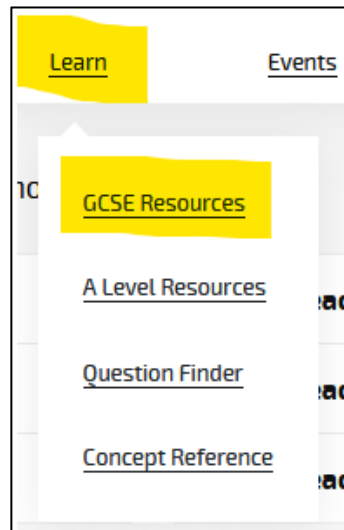 Learn Events
GCSE Resources
A Level Resources
Question Finder
Concept Reference